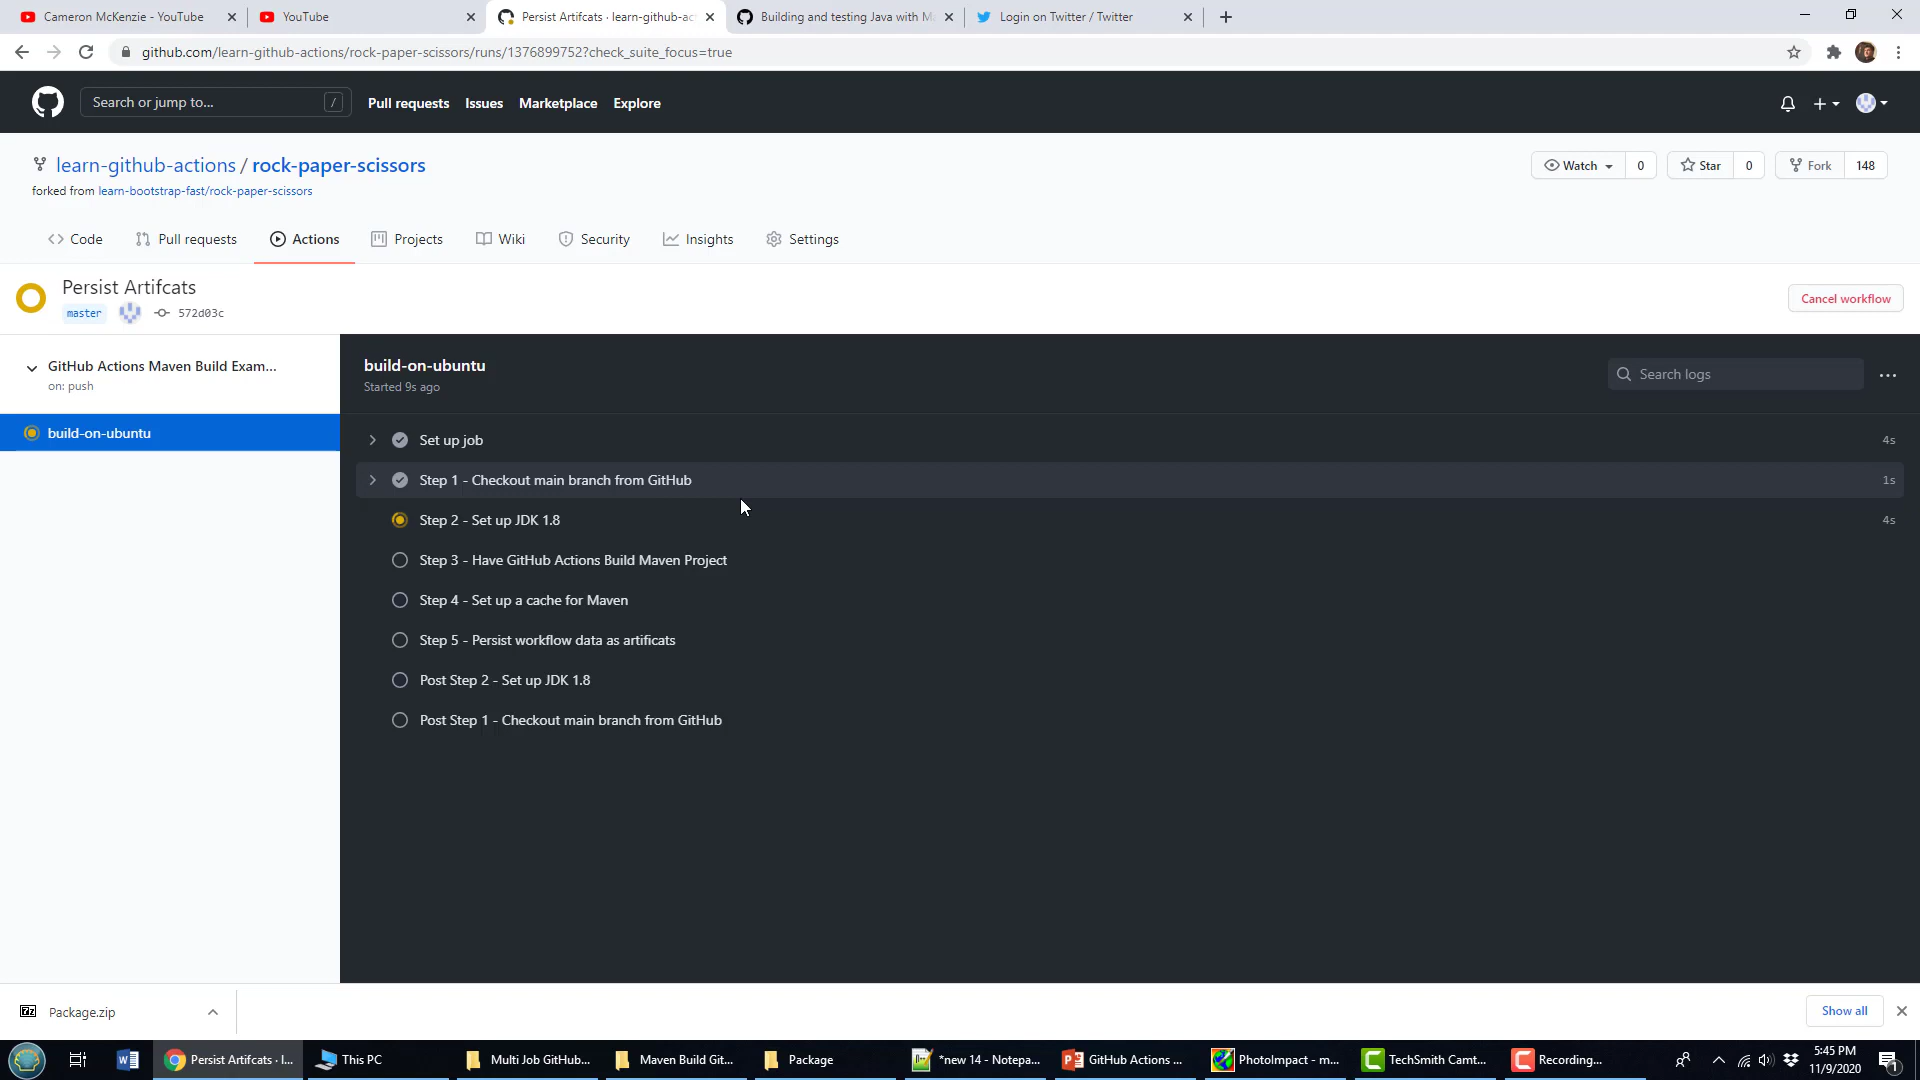 Cameron McKenzie - YouTube
YouTube
Persist Artifcats · learn-github-ac
Building and testing Java with M
Login on Twitter / Twitter
github.com/learn-github-actions/rock-paper-scissors/runs/1376899752?check_suite_focus=true
Search or jump to...
/
Pull requests
Issues
Marketplace
Explore
learn-github-actions / rock-paper-scissors
forked from learn-bootstrap-fast/rock-paper-scissors
Watch
0
Star
0
Fork
148
Code
Pull requests
Actions
Projects
Wiki
Security
Insights
Settings
Persist Artifcats
master
572d03c
Cancel workflow
GitHub Actions Maven Build Exam...
on: push
build-on-ubuntu
build-on-ubuntu
Started 9s ago
Search logs
Set up job
4s
Step 1 - Checkout main branch from GitHub
1s
Step 2 - Set up JDK 1.8
4s
Step 3 - Have GitHub Actions Build Maven Project
Step 4 - Set up a cache for Maven
Step 5 - Persist workflow data as artificats
Post Step 2 - Set up JDK 1.8
Post Step 1 - Checkout main branch from GitHub
Package.zip
Show all
Persist Artifcats · l...
This PC
Multi Job GitHub...
Maven Build Git...
Package
*new 14 - Notepa...
GitHub Actions ...
PhotoImpact - m...
TechSmith Camt...
Recording...
5:45 PM
11/9/2020
1